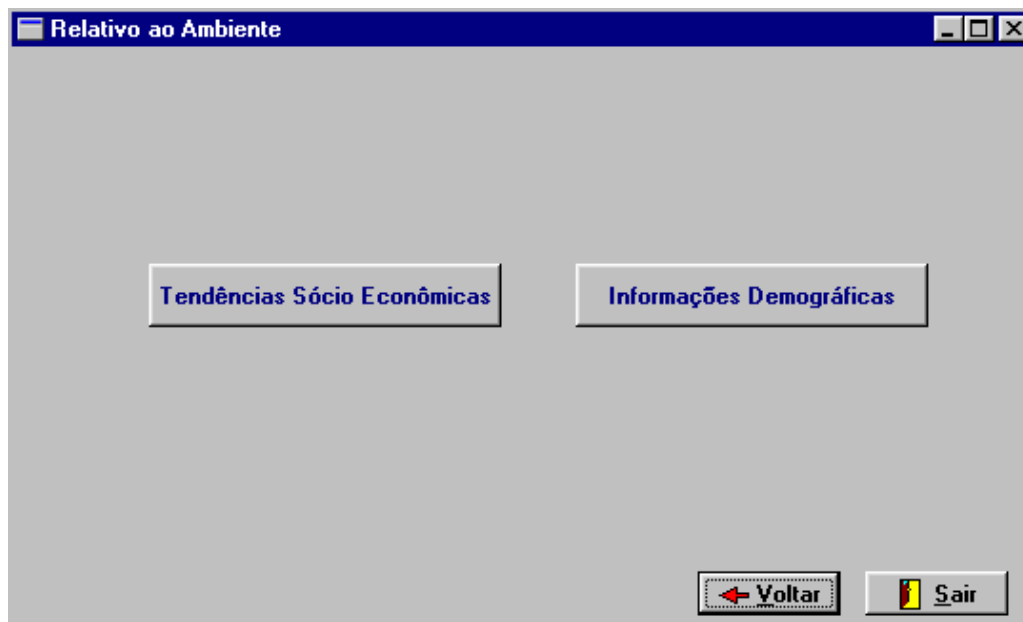 Relativo ao Ambiente
Tendências Sócio Econômicas
Informações Demográficas
Voltar
Sair